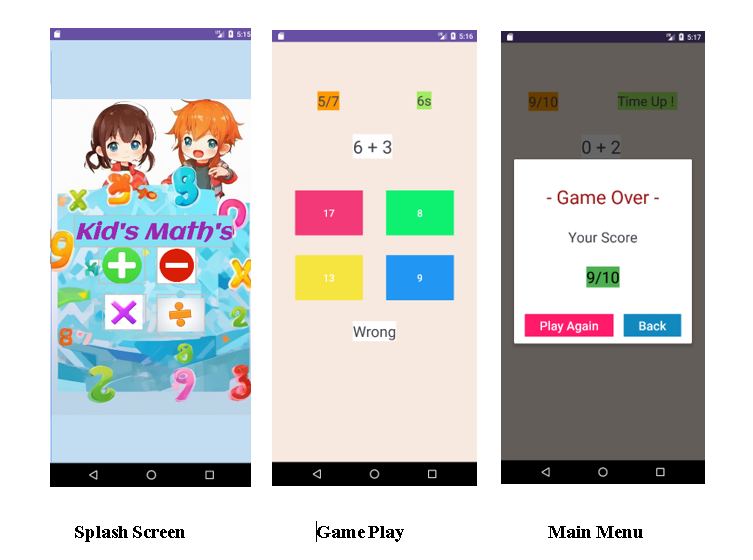 5:15
Kid's Math's
Splash Screen
5:16
5/7 6s
6 + 3
17 8
13 9
Wrong
Game Play
5:17
9/10 Time Up !
0 + 2
- Game Over -
Your Score
9/10
Play Again Back
Main Menu